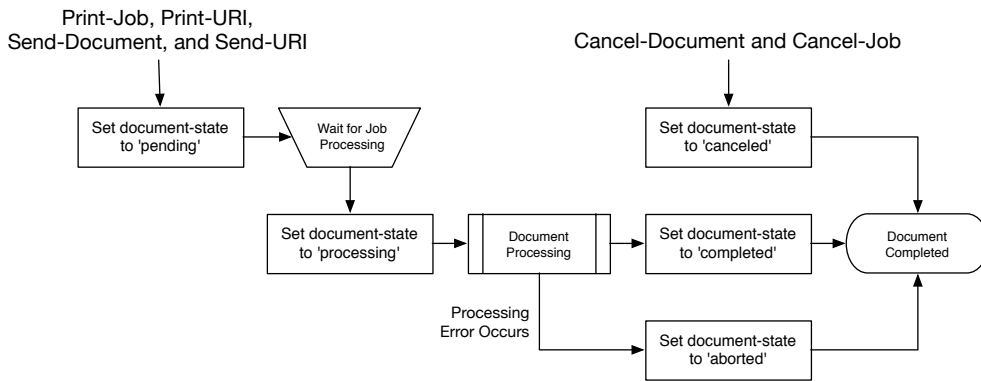 Print-Job, Print-URI,
Send-Document, and Send-URI
Cancel-Document and Cancel-Job
Set document-state
to 'pending'
Wait for Job
Processing
Set document-state
to 'canceled'
Set document-state
to 'processing'
Document
Processing
Set document-state
to 'completed'
Document
Completed
Processing
Error Occurs
Set document-state
to 'aborted'